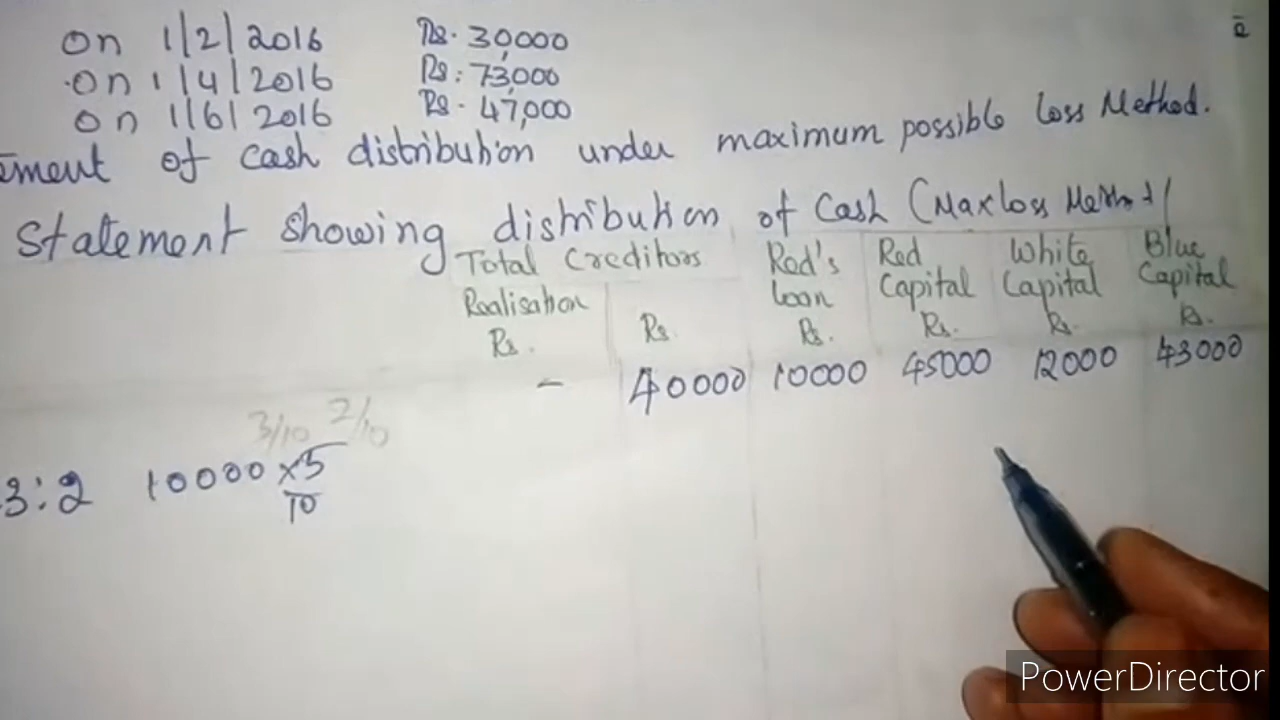 On 1/2/2016 Rs. 30,000
On 1/4/2016 Rs: 73,000
on 1/6/2016 Rs. 47,000
ement of cash distribution under maximum possible loss Method.
Statement showing distribution of cash (Max loss Method)
Total Creditors Red's Red White Blue
Realisation loan Capital Capital Capital
Rs. Rs. Rs. Rs. Rs. Rs.
- 40000 10000 45000 12000 43000
3/10 2/10
3:2 10000 x 5
10
PowerDirector